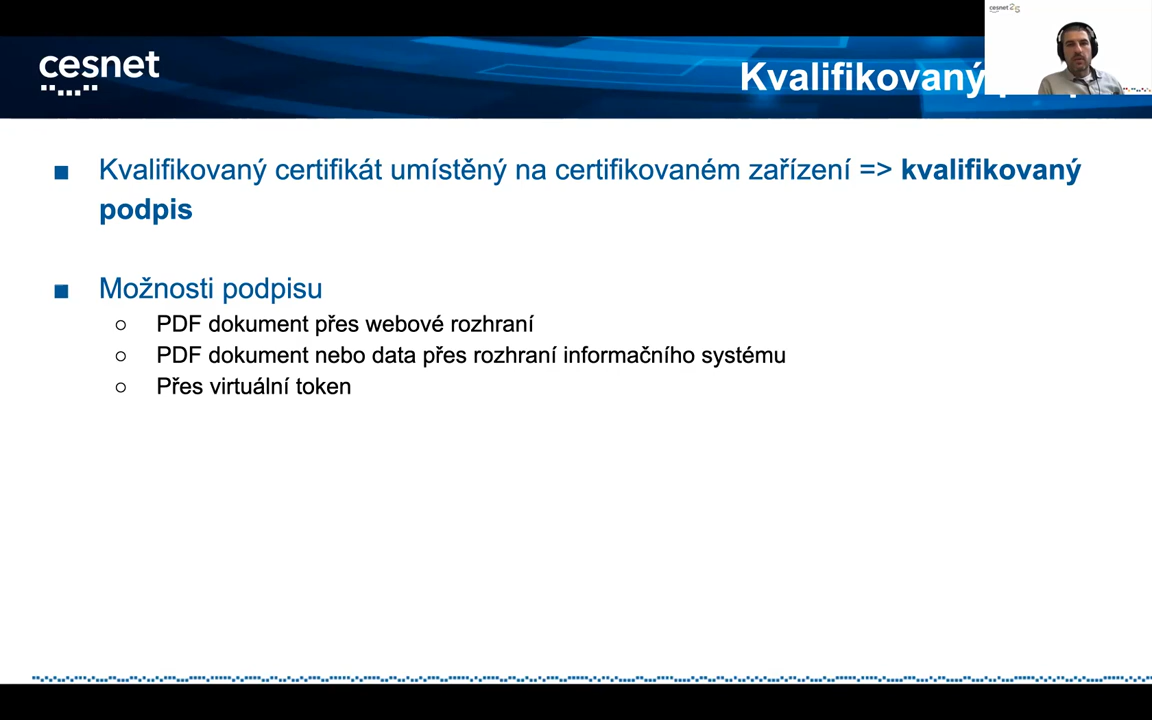 cesnet
cesnet
Kvalifikovaný
■ Kvalifikovaný certifikát umístěný na certifikovaném zařízení => kvalifikovaný
podpis
■ Možnosti podpisu
○ PDF dokument přes webové rozhraní
○ PDF dokument nebo data přes rozhraní informačního systému
○ Přes virtuální token